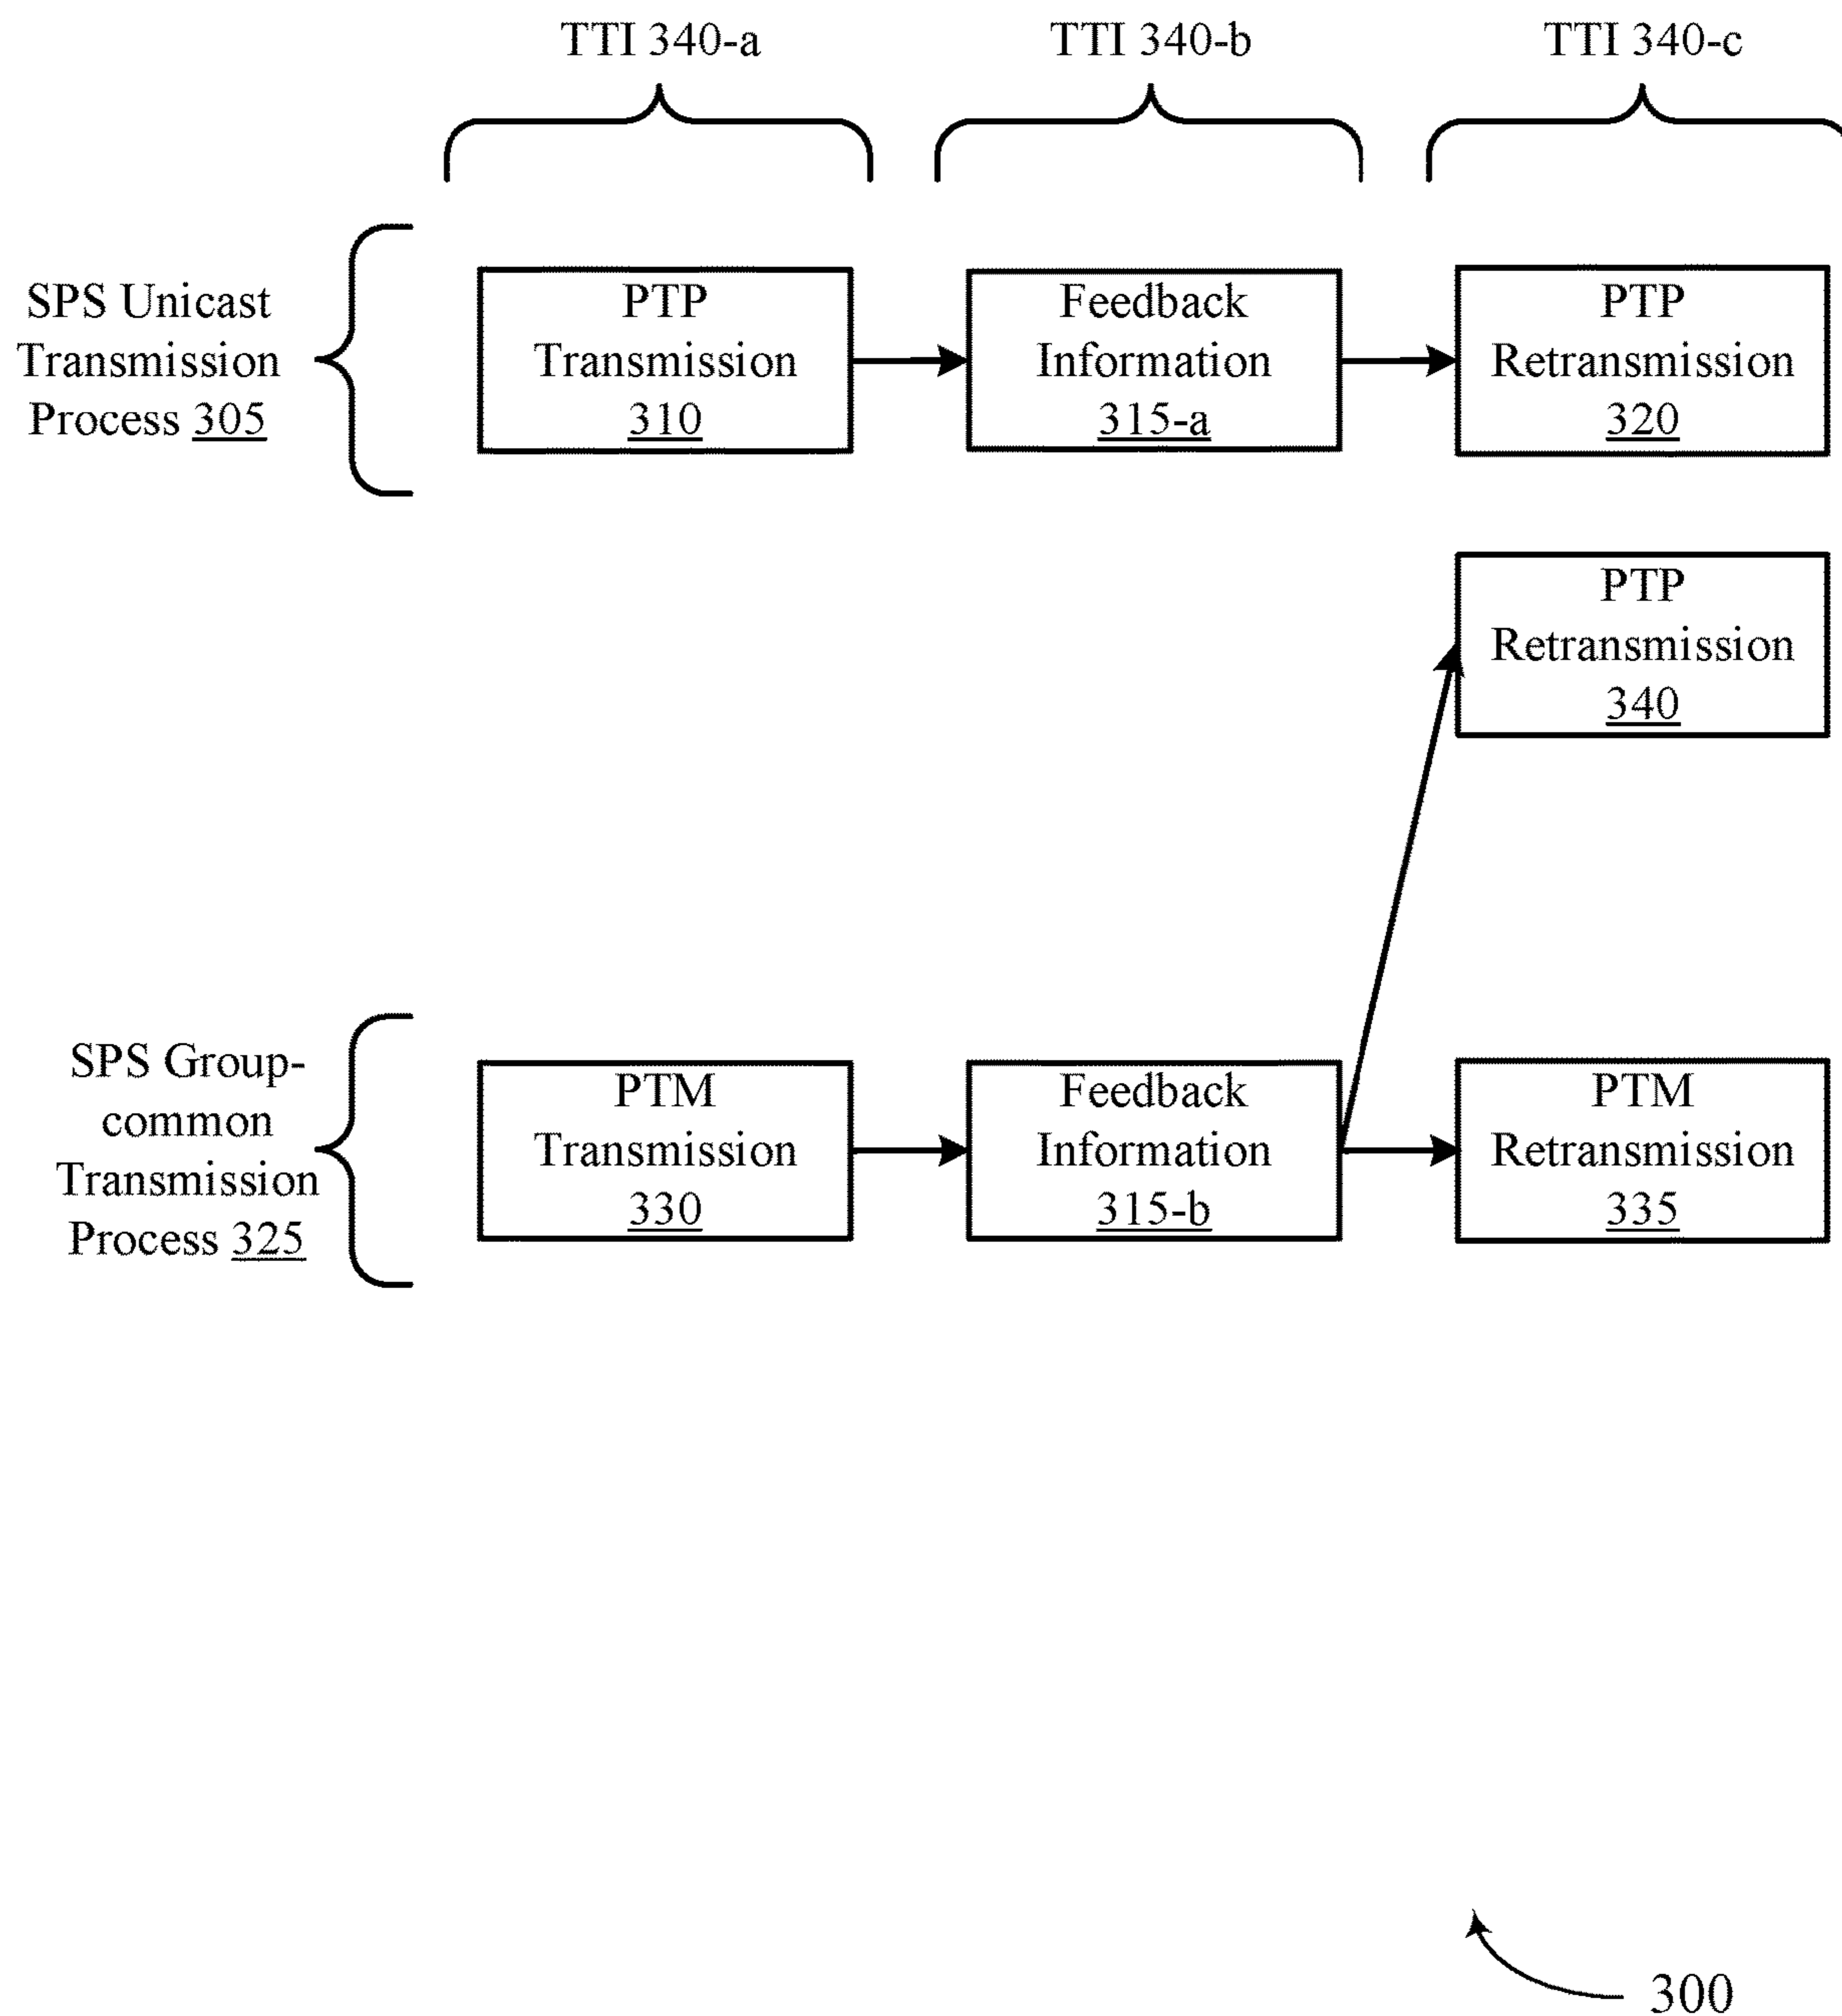 TTI 340-a
TTI 340-b
TTI 340-c
SPS Unicast
Transmission
Process 305
PTP
Transmission
310
Feedback
Information
315-a
PTP
Retransmission
320
PTP
Retransmission
340
SPS Group-
common
Transmission
Process 325
PTM
Transmission
330
Feedback
Information
315-b
PTM
Retransmission
335
300